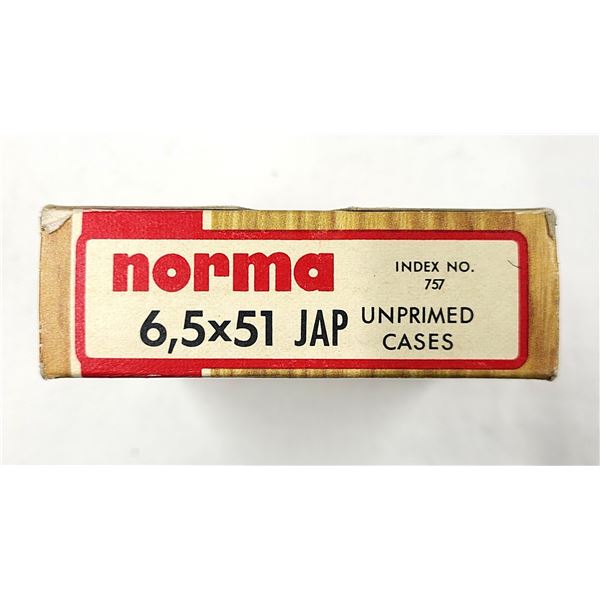 norma
INDEX NO.
757
6,5x51 JAP
UNPRIMED
CASES